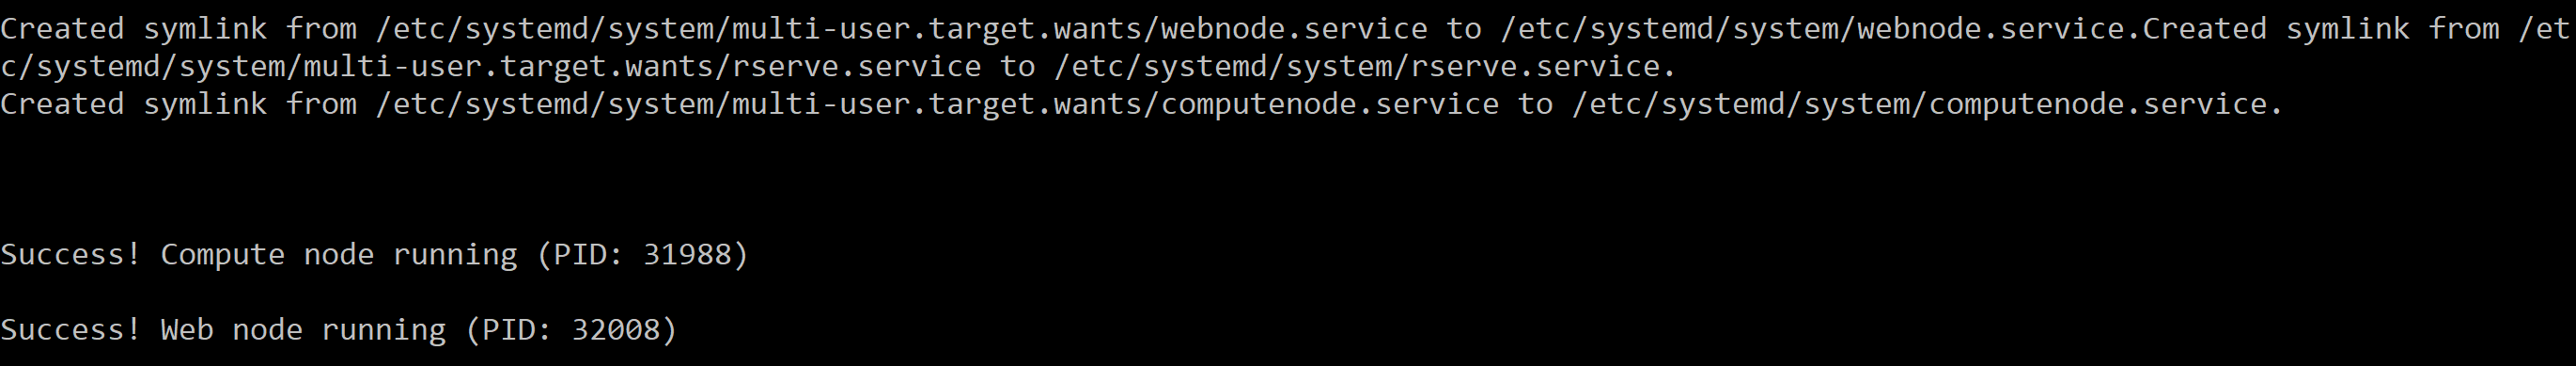 Created symlink from /etc/systemd/system/multi-user.target.wants/webnode.service to /etc/systemd/system/webnode.service.Created symlink from /et
c/systemd/system/multi-user.target.wants/rserve.service to /etc/systemd/system/rserve.service.
Created symlink from /etc/systemd/system/multi-user.target.wants/computenode.service to /etc/systemd/system/computenode.service.
Success! Compute node running (PID: 31988)
Success! Web node running (PID: 32008)